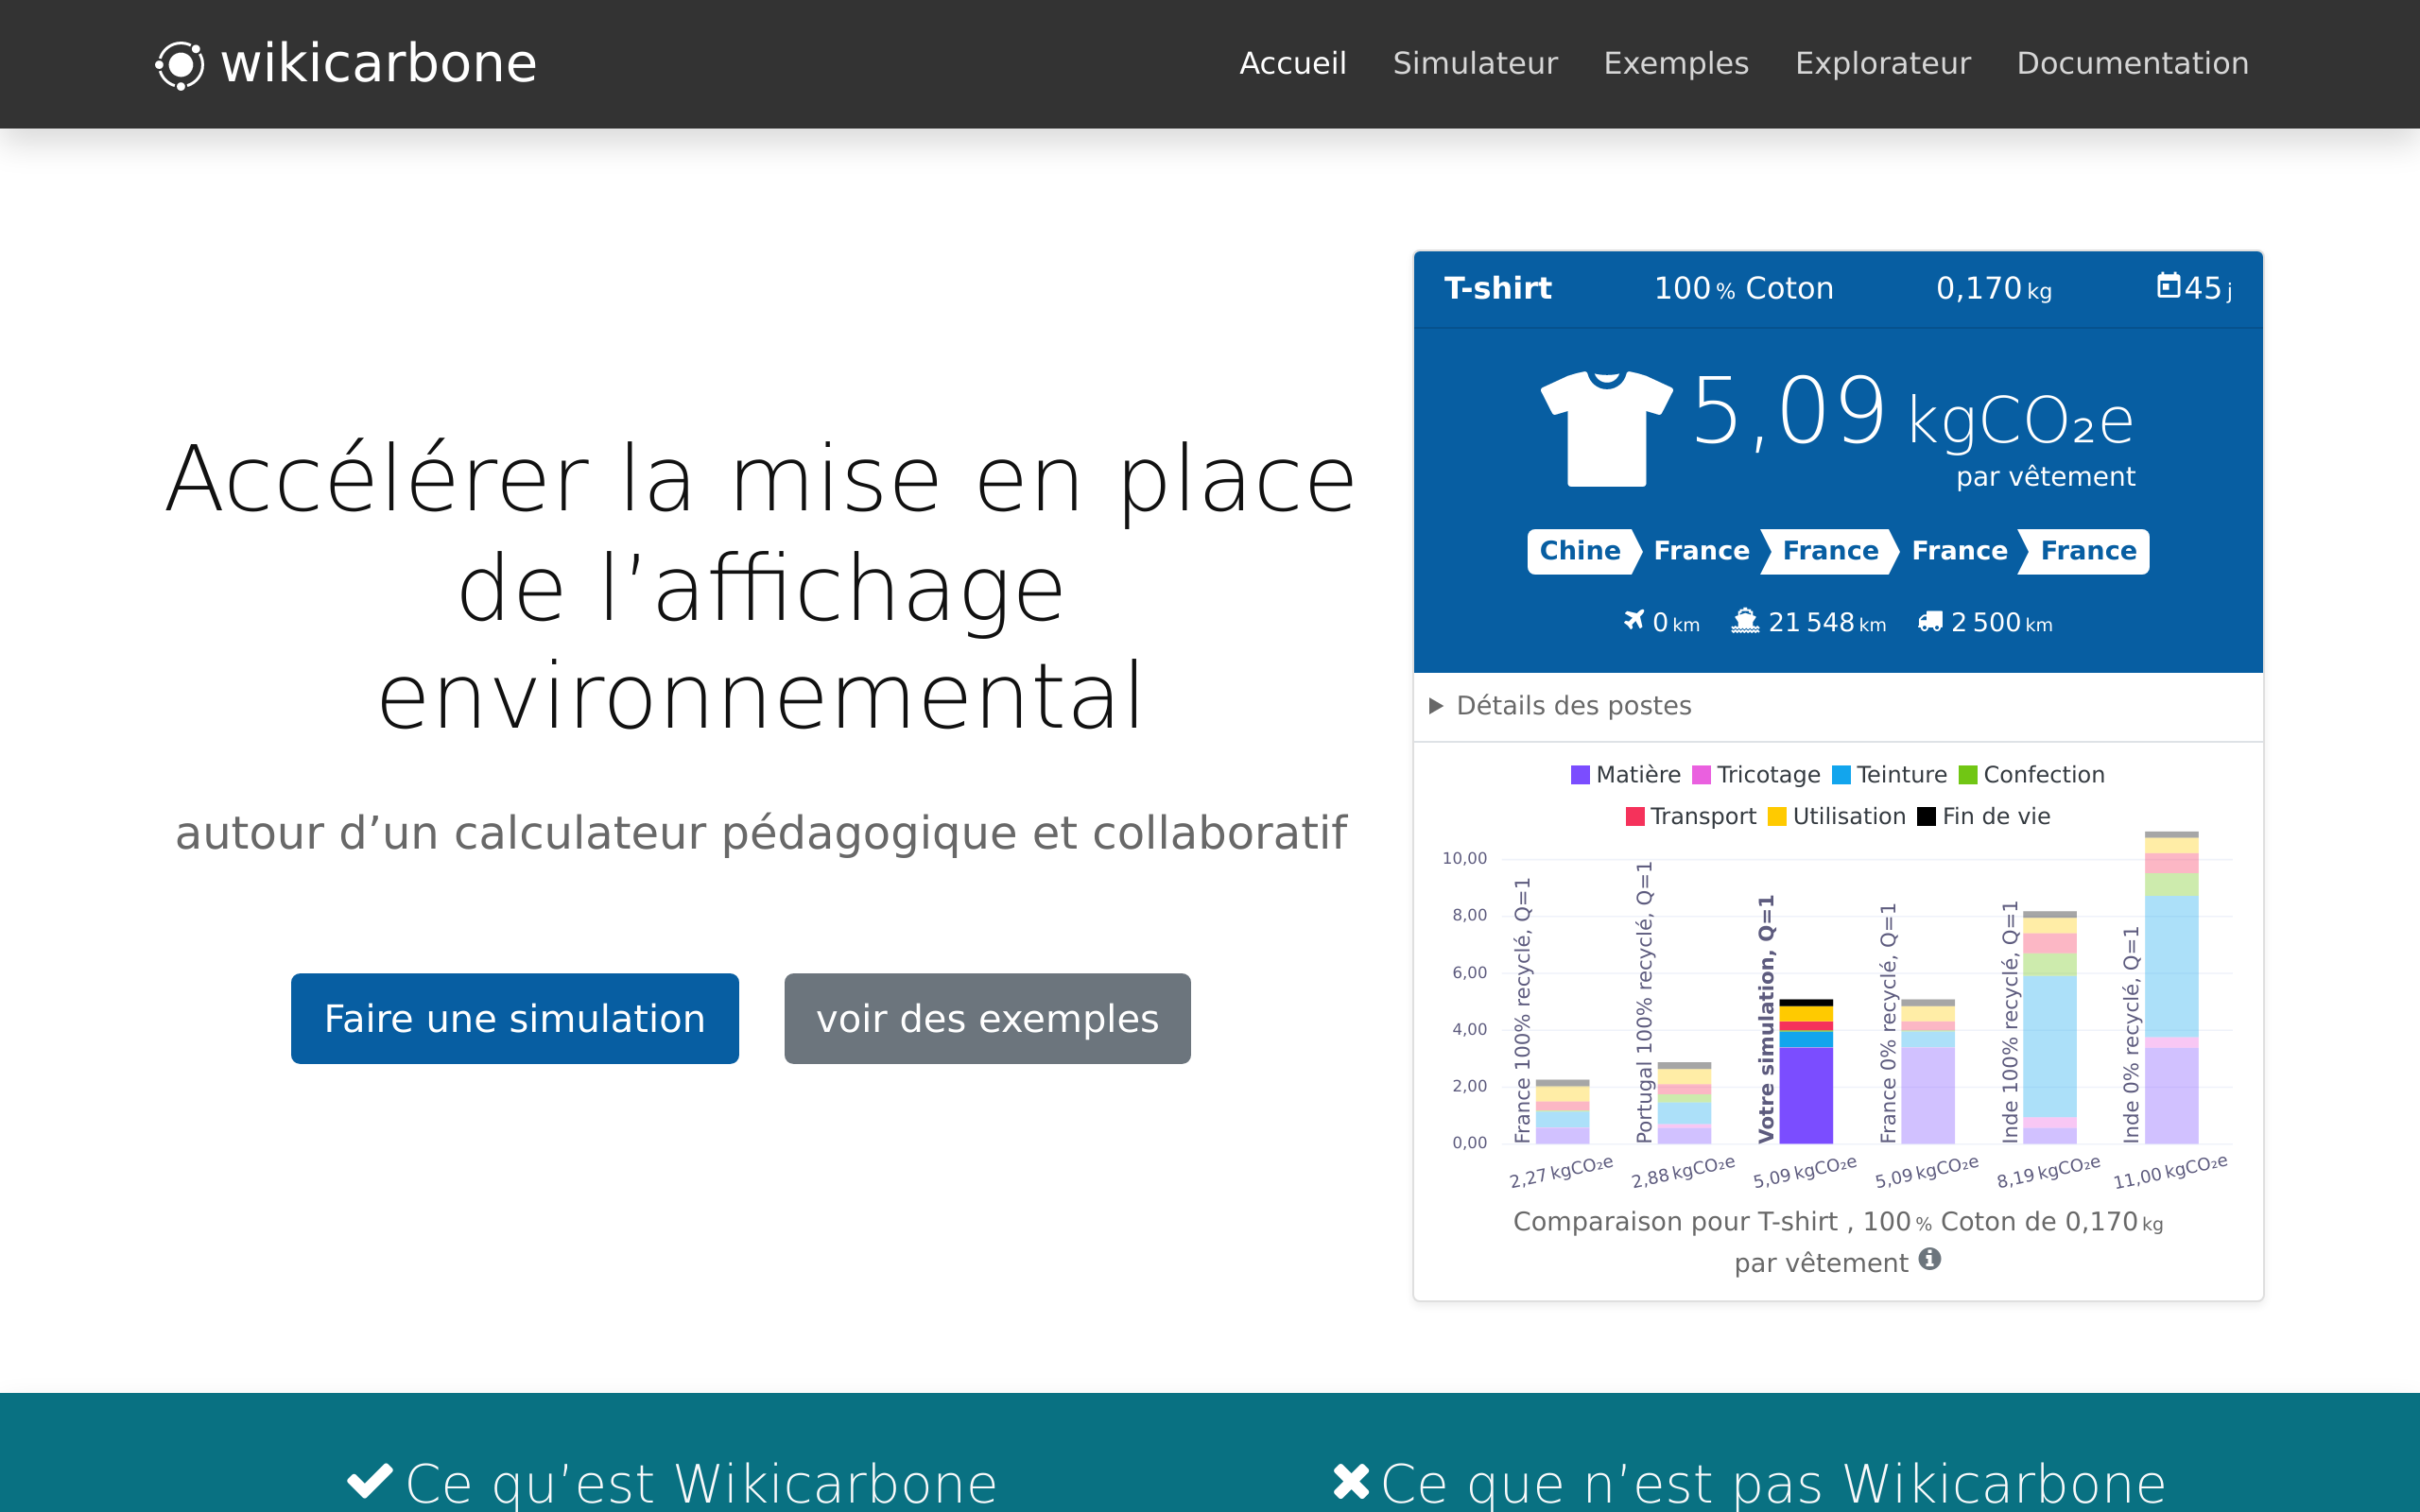 wikicarbone
Accueil Simulateur Exemples Explorateur Documentation
Accélérer la mise en place
de l’affichage
environnemental
autour d’un calculateur pédagogique et collaboratif
Faire une simulation voir des exemples
T-shirt 100 % Coton 0,170 kg 45 j
5,09 kgCO₂e
par vêtement
Chine France France France France
0 km 21 548 km 2 500 km
Détails des postes
Matière Tricotage Teinture Confection
Transport Utilisation Fin de vie
10,00
8,00
6,00
4,00
2,00
0,00
France 100% recyclé, Q=1
Portugal 100% recyclé, Q=1
Votre simulation, Q=1
France 0% recyclé, Q=1
Inde 100% recyclé, Q=1
Inde 0% recyclé, Q=1
2,27 kgCO₂e 2,88 kgCO₂e 5,09 kgCO₂e 5,09 kgCO₂e 8,19 kgCO₂e 11,00 kgCO₂e
Comparaison pour T-shirt , 100 % Coton de 0,170 kg
par vêtement
Ce qu’est Wikicarbone
Ce que n’est pas Wikicarbone